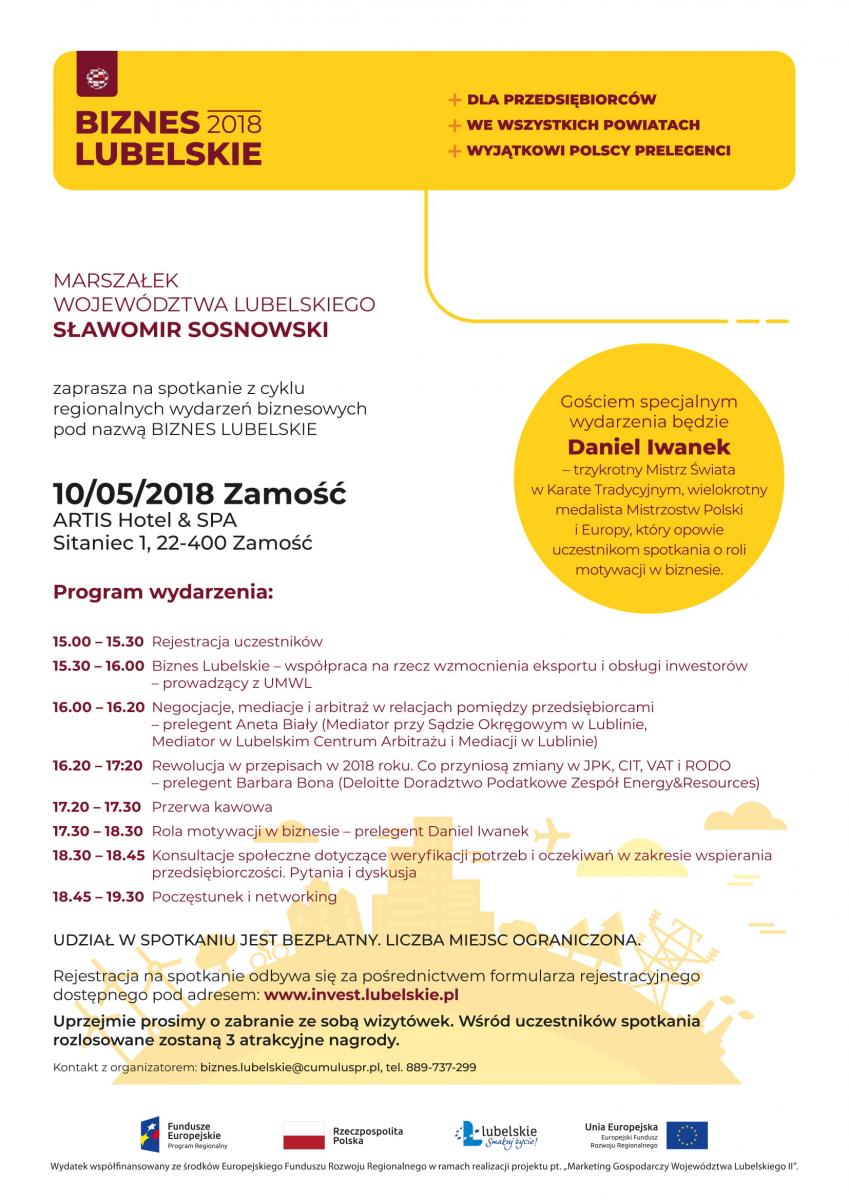 BIZNES 2018
LUBELSKIE
+ DLA PRZEDSIĘBIORCÓW
+ WE WSZYSTKICH POWIATACH
+ WYJĄTKOWI POLSCY PRELEGENCI
MARSZAŁEK
WOJEWÓDZTWA LUBELSKIEGO
SŁAWOMIR SOSNOWSKI
zaprasza na spotkanie z cyklu
regionalnych wydarzeń biznesowych
pod nazwą BIZNES LUBELSKIE
Gościem specjalnym
wydarzenia będzie
Daniel Iwanek
– trzykrotny Mistrz Świata
w Karate Tradycyjnym, wielokrotny
medalista Mistrzostw Polski
i Europy, który opowie
uczestnikom spotkania o roli
motywacji w biznesie.
10/05/2018 Zamość
ARTIS Hotel & SPA
Sitaniec 1, 22-400 Zamość
Program wydarzenia:
15.00 – 15.30 Rejestracja uczestników
15.30 – 16.00 Biznes Lubelskie – współpraca na rzecz wzmocnienia eksportu i obsługi inwestorów
– prowadzący z UMWL
16.00 – 16.20 Negocjacje, mediacje i arbitraż w relacjach pomiędzy przedsiębiorcami
– prelegent Aneta Biały (Mediator przy Sądzie Okręgowym w Lublinie,
Mediator w Lubelskim Centrum Arbitrażu i Mediacji w Lublinie)
16.20 – 17:20 Rewolucja w przepisach w 2018 roku. Co przyniosą zmiany w JPK, CIT, VAT i RODO
– prelegent Barbara Bona (Deloitte Doradztwo Podatkowe Zespół Energy&Resources)
17.20 – 17.30 Przerwa kawowa
17.30 – 18.30 Rola motywacji w biznesie – prelegent Daniel Iwanek
18.30 – 18.45 Konsultacje społeczne dotyczące weryfikacji potrzeb i oczekiwań w zakresie wspierania
przedsiębiorczości. Pytania i dyskusja
18.45 – 19.30 Poczęstunek i networking
UDZIAŁ W SPOTKANIU JEST BEZPŁATNY. LICZBA MIEJSC OGRANICZONA.
Rejestracja na spotkanie odbywa się za pośrednictwem formularza rejestracyjnego
dostępnego pod adresem: www.invest.lubelskie.pl
Uprzejmie prosimy o zabranie ze sobą wizytówek. Wśród uczestników spotkania
rozlosowane zostaną 3 atrakcyjne nagrody.
Kontakt z organizatorem: biznes.lubelskie@cumuluspr.pl, tel. 889-737-299
Fundusze
Europejskie
Program Regionalny
Rzeczpospolita
Polska
lubelskie
Smakuj życie!
Unia Europejska
Europejski Fundusz
Rozwoju Regionalnego
Wydatek współfinansowany ze środków Europejskiego Funduszu Rozwoju Regionalnego w ramach realizacji projektu pt. „Marketing Gospodarczy Województwa Lubelskiego II”.